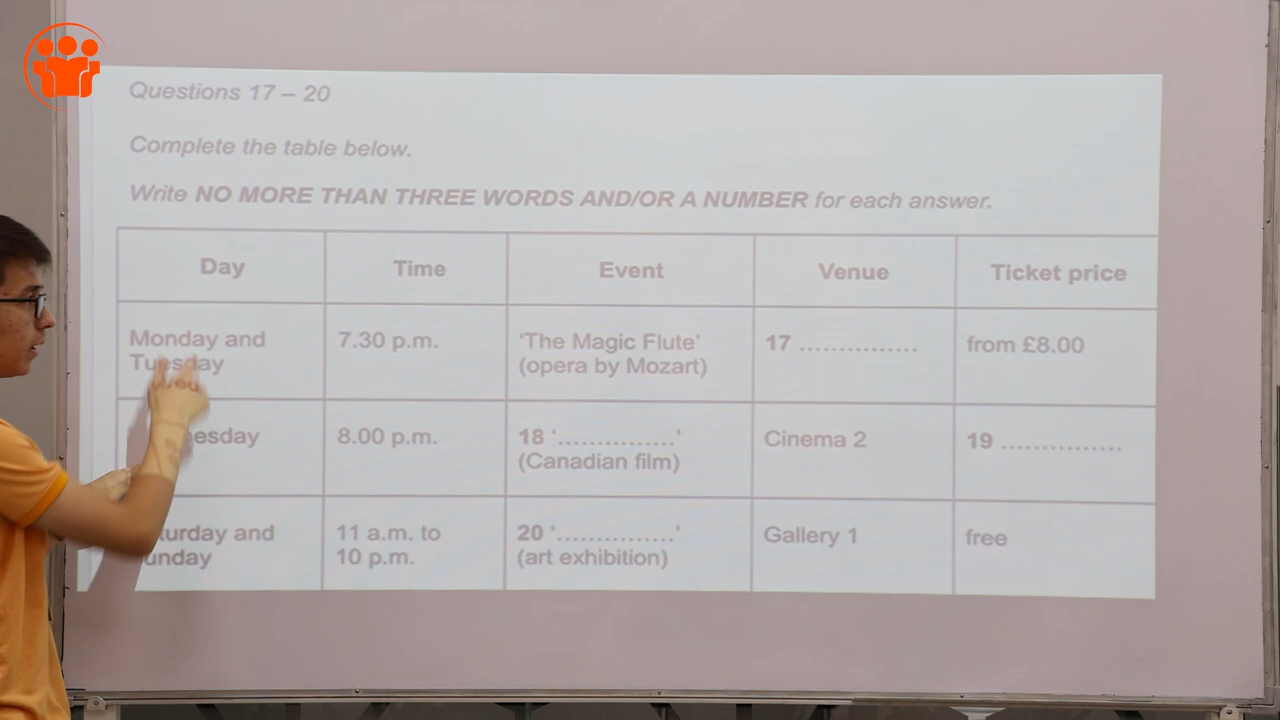 Questions 17 – 20
Complete the table below.
Write NO MORE THAN THREE WORDS AND/OR A NUMBER for each answer.
Day Time Event Venue Ticket price
Monday and Tuesday 7.30 p.m. 'The Magic Flute' (opera by Mozart) 17 ............... from £8.00
8.00 p.m. 18 '...............' (Canadian film) Cinema 2 19 ...............
11 a.m. to 10 p.m. 20 '...............' (art exhibition) Gallery 1 free